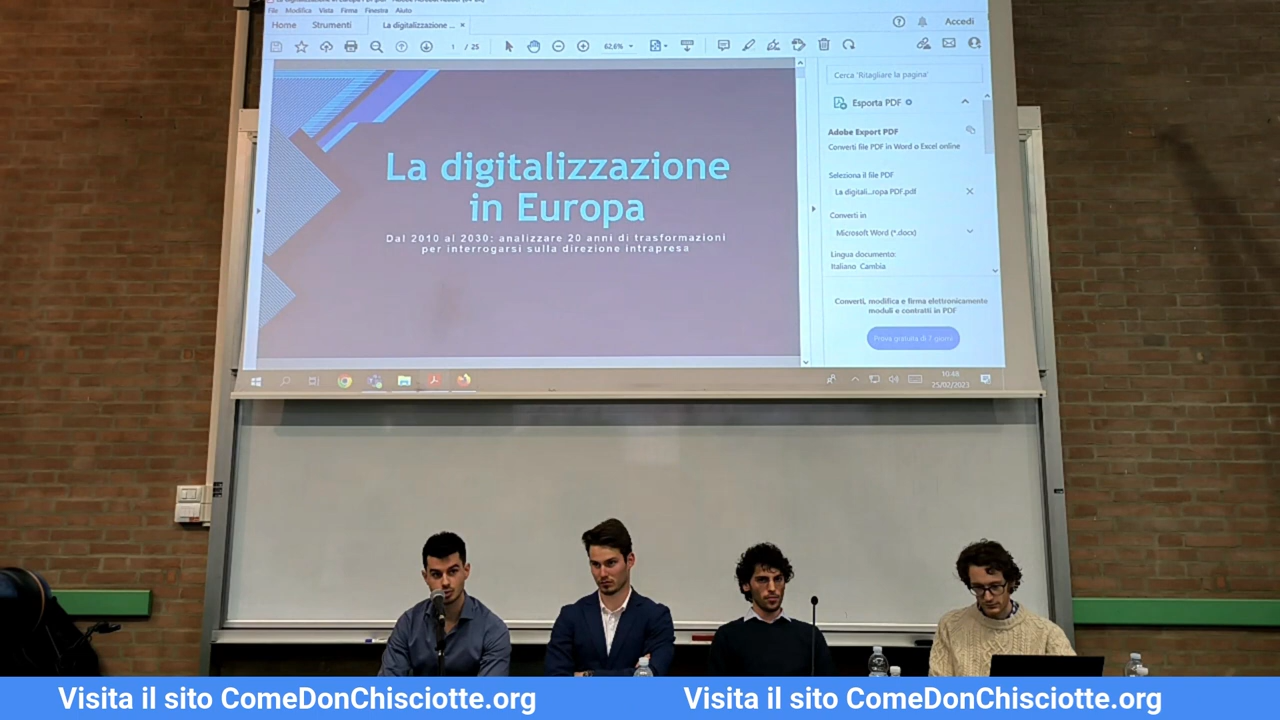 File Modifica Vista Firma Finestra Aiuto
Home Strumenti La digitalizzazione ... × Accedi
1 / 25 62,6%
Cerca 'Ritagliare la pagina'
Esporta PDF
Adobe Export PDF
Converti file PDF in Word o Excel online
Seleziona il file PDF
La digitali...ropa PDF.pdf
Converti in
Microsoft Word (*.docx)
Lingua documento:
Italiano Cambia
Converti, modifica e firma elettronicamente
moduli e contratti in PDF
Prova gratuita di 7 giorni
La digitalizzazione
in Europa
Dal 2010 al 2030: analizzare 20 anni di trasformazioni
per interrogarsi sulla direzione intrapresa
10:48
25/02/2023
Visita il sito ComeDonChisciotte.org Visita il sito ComeDonChisciotte.org